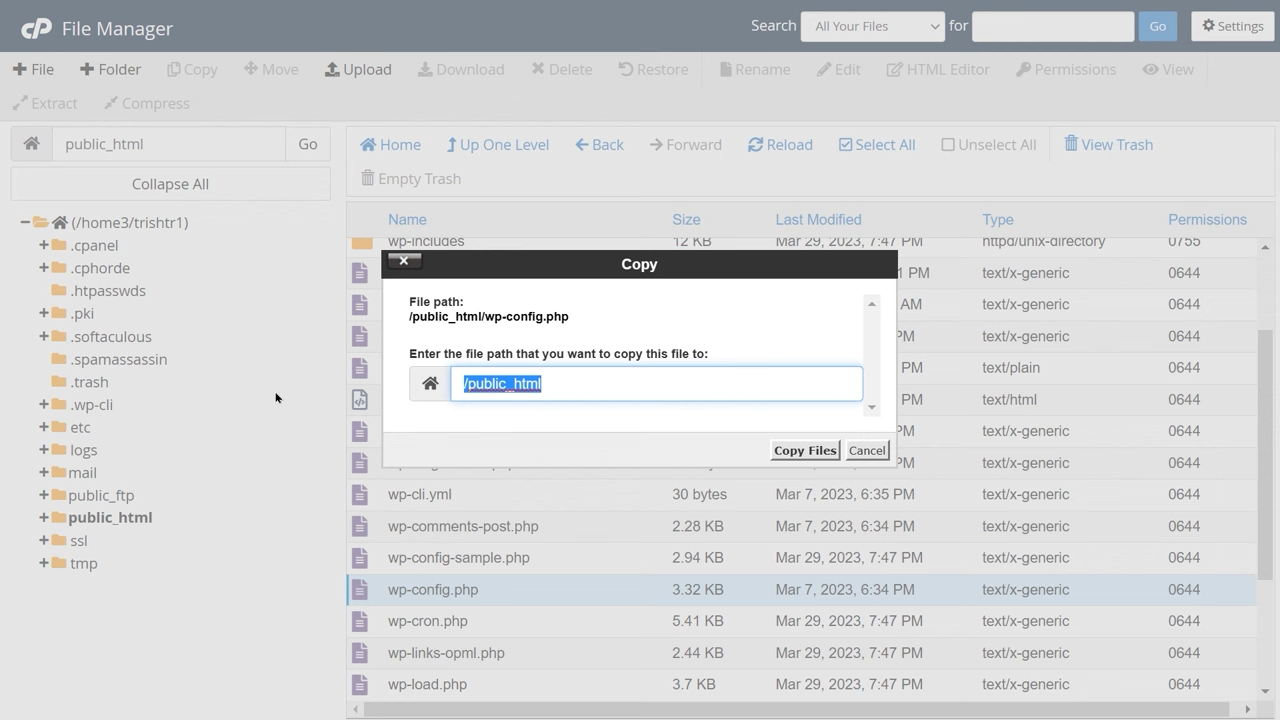 cP File Manager
Search All Your Files for Go Settings
File Folder Copy Move Upload Download Delete Restore Rename Edit HTML Editor Permissions View
Extract Compress
public_html Go
Home Up One Level Back Forward Reload Select All Unselect All View Trash
Collapse All
Empty Trash
(/home3/trishtr1)
.cpanel
.cphorde
.htpasswds
.pki
.softaculous
.spamassassin
.trash
.wp-cli
etc
logs
mail
public_ftp
public_html
ssl
tmp
Name Size Last Modified Type Permissions
wp-includes 12 KB Mar 29, 2023, 7:47 PM httpd/unix-directory 0755
PM text/x-generic 0644
AM text/x-generic 0644
PM text/x-generic 0644
PM text/plain 0644
PM text/html 0644
PM text/x-generic 0644
PM text/x-generic 0644
wp-cli.yml 30 bytes Mar 7, 2023, 6:35 PM text/x-generic 0644
wp-comments-post.php 2.28 KB Mar 7, 2023, 6:34 PM text/x-generic 0644
wp-config-sample.php 2.94 KB Mar 29, 2023, 7:47 PM text/x-generic 0644
wp-config.php 3.32 KB Mar 7, 2023, 6:34 PM text/x-generic 0644
wp-cron.php 5.41 KB Mar 29, 2023, 7:47 PM text/x-generic 0644
wp-links-opml.php 2.44 KB Mar 29, 2023, 7:47 PM text/x-generic 0644
wp-load.php 3.7 KB Mar 29, 2023, 7:47 PM text/x-generic 0644
Copy
File path:
/public_html/wp-config.php
Enter the file path that you want to copy this file to:
/public_html
Copy Files Cancel